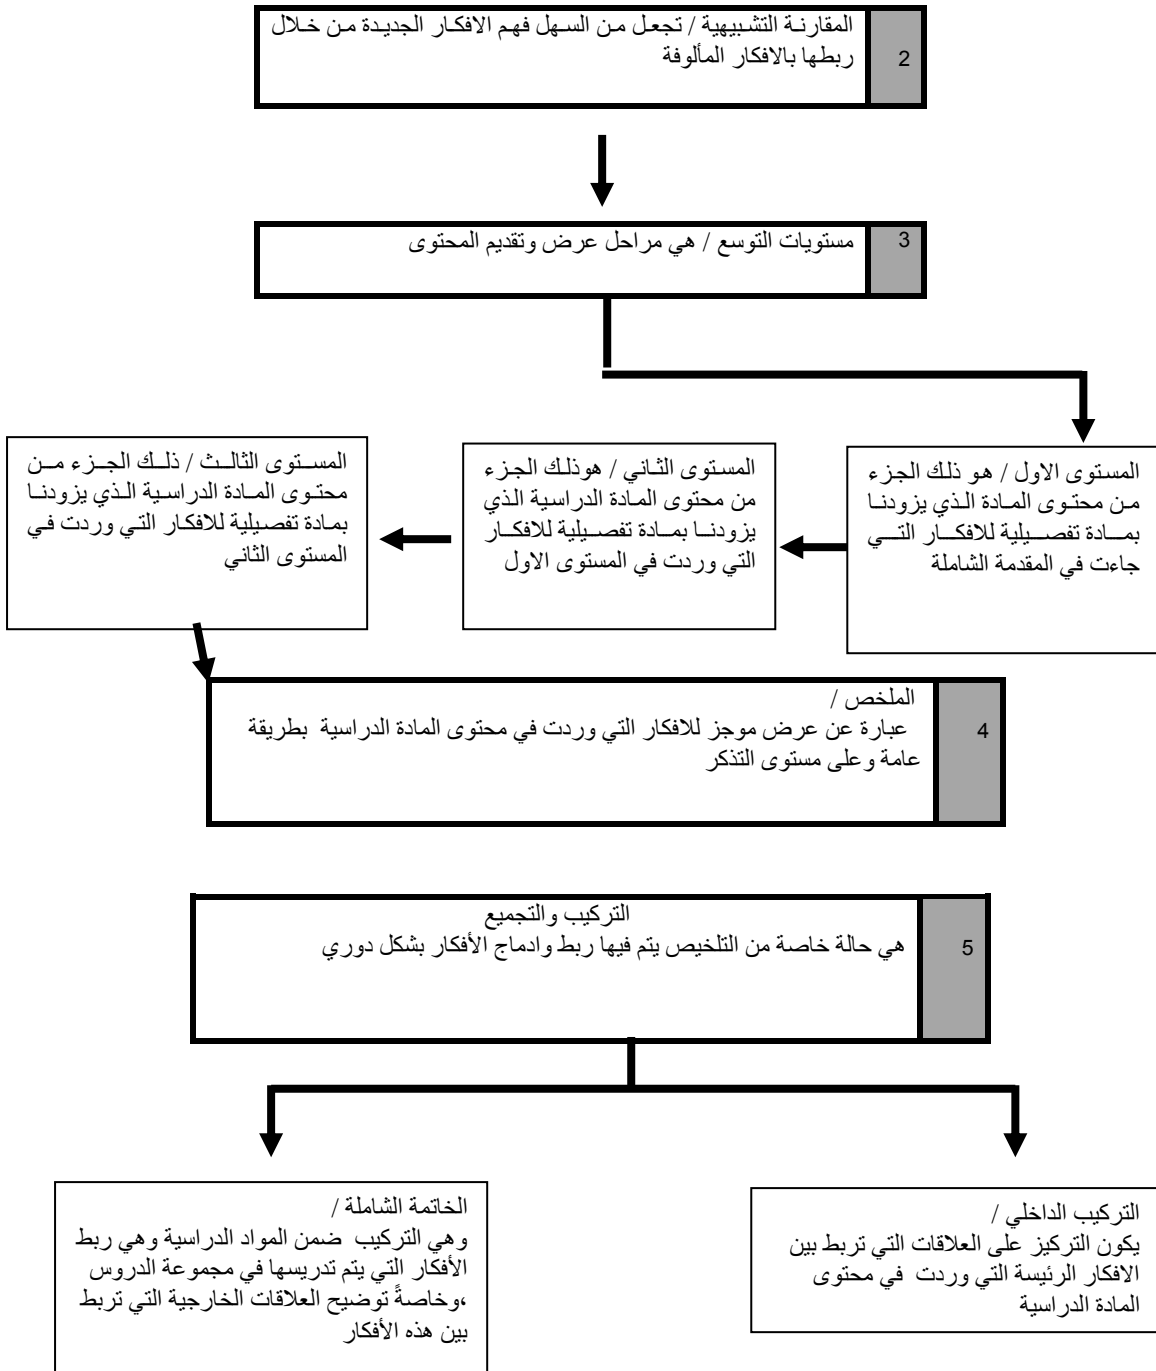 المقارنة التشبيهية / تجعل من السهل فهم الافكار الجديدة من خلال
ربطها بالافكار المألوفة
2
مستويات التوسع / هي مراحل عرض وتقديم المحتوى
3
المستوى الاول / هو ذلك الجزء
من محتوى المادة الذي يزودنا
بمادة تفصيلية للافكار التي
جاءت في المقدمة الشاملة
المستوى الثاني / هوذلك الجزء
من محتوى المادة الدراسية الذي
يزودنا بمادة تفصيلية للافكار
التي وردت في المستوى الاول
المستوى الثالث / ذلك الجزء من
محتوى المادة الدراسية الذي يزودنا
بمادة تفصيلية للافكار التي وردت في
المستوى الثاني
الملخص /
عبارة عن عرض موجز للافكار التي وردت في محتوى المادة الدراسية بطريقة
عامة وعلى مستوى التذكر
4
التركيب والتجميع
هي حالة خاصة من التلخيص يتم فيها ربط وادماج الأفكار بشكل دوري
5
التركيب الداخلي /
يكون التركيز على العلاقات التي تربط بين
الافكار الرئيسة التي وردت في محتوى
المادة الدراسية
الخاتمة الشاملة /
وهي التركيب ضمن المواد الدراسية وهي ربط
الأفكار التي يتم تدريسها في مجموعة الدروس
،وخاصةً توضيح العلاقات الخارجية التي تربط
بين هذه الأفكار